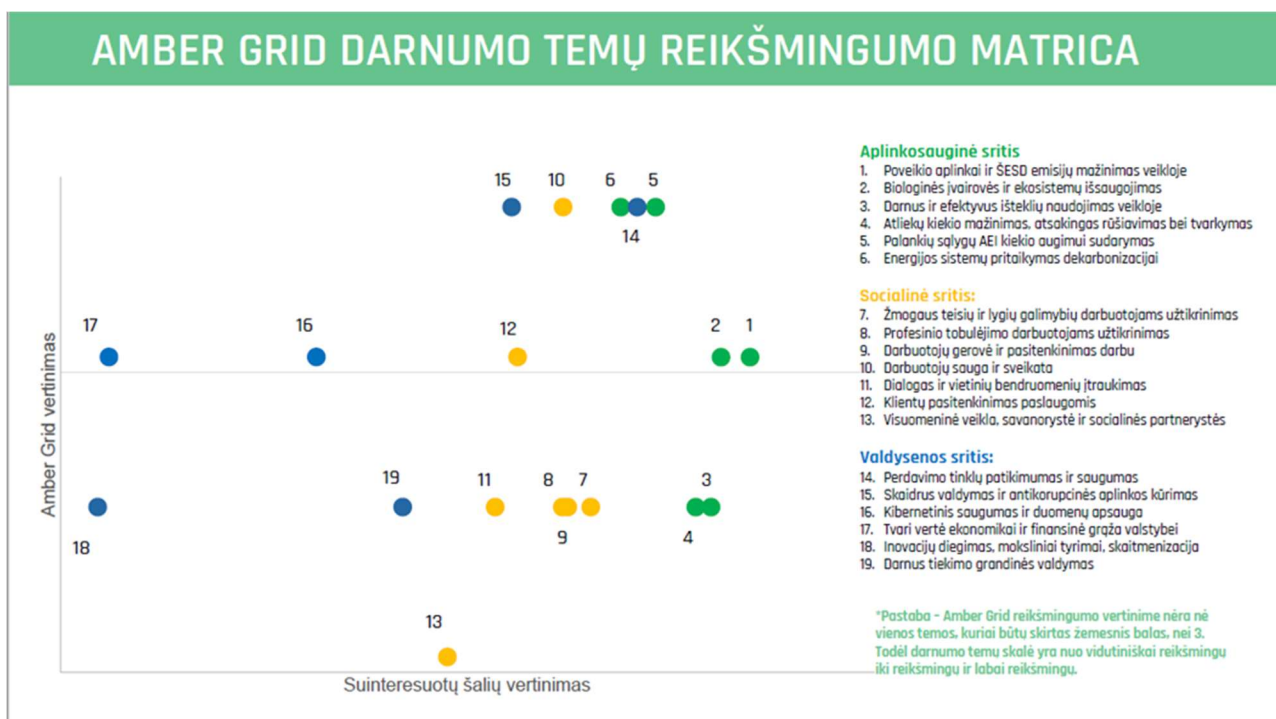 AMBER GRID DARNUMO TEMŲ REIKŠMINGUMO MATRICA
Amber Grid vertinimas
15 10 6 5
14
17 16 12 2 1
19 11 8 7 3
18 9 4
13
Suinteresuotų šalių vertinimas
Aplinkosauginė sritis
1. Poveikio aplinkai ir ŠESD emisijų mažinimas veikloje
2. Biologinės įvairovės ir ekosistemų išsaugojimas
3. Darnus ir efektyvus išteklių naudojimas veikloje
4. Atliekų kiekio mažinimas, atsakingas rūšiavimas bei tvarkymas
5. Palankių sąlygų AEI kiekio augimui sudarymas
6. Energijos sistemų pritaikymas dekarbonizacijai
Socialinė sritis:
7. Žmogaus teisių ir lygių galimybių darbuotojams užtikrinimas
8. Profesinio tobulėjimo darbuotojams užtikrinimas
9. Darbuotojų gerovė ir pasitenkinimas darbu
10. Darbuotojų sauga ir sveikata
11. Dialogas ir vietinių bendruomenių įtraukimas
12. Klientų pasitenkinimas paslaugomis
13. Visuomeninė veikla, savanorystė ir socialinės partnerystės
Valdysenos sritis:
14. Perdavimo tinklų patikimumas ir saugumas
15. Skaidrus valdymas ir antikorupcinės aplinkos kūrimas
16. Kibernetinis saugumas ir duomenų apsauga
17. Tvari vertė ekonomikai ir finansinė grąža valstybei
18. Inovacijų diegimas, moksliniai tyrimai, skaitmenizacija
19. Darnus tiekimo grandinės valdymas
*Pastaba – Amber Grid reikšmingumo vertinime nėra nė
vienos temos, kuriai būtų skirtas žemesnis balas, nei 3.
Todėl darnumo temų skalė yra nuo vidutiniškai reikšmingų
iki reikšmingų ir labai reikšmingų.